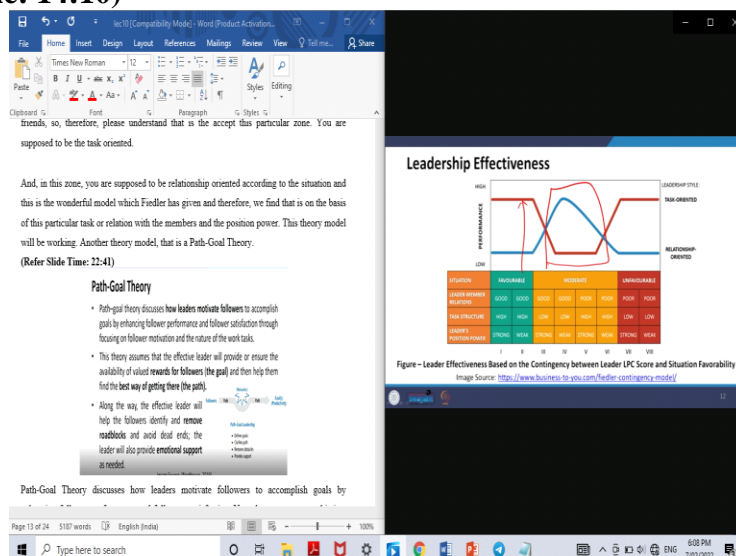 lec10 [Compatibility Mode] - Word (Product Activation...
File Home Insert Design Layout References Mailings Review View Tell me... Share
Times New Roman 12
Paste
Styles Editing
Clipboard Font Paragraph Styles Editing
friends, so, therefore, please understand that is the accept this particular zone. You are
supposed to be the task oriented.
And, in this zone, you are supposed to be relationship oriented according to the situation and
this is the wonderful model which Fiedler has given and therefore, we find that is on the basis
of this particular task or relation with the members and the position power. This theory model
will be working. Another theory model, that is a Path-Goal Theory.
(Refer Slide Time: 22:41)
Path-Goal Theory
• Path-goal theory discusses how leaders motivate followers to accomplish
goals by enhancing follower performance and follower satisfaction through
focusing on follower motivation and the nature of the work tasks.
• This theory assumes that the effective leader will provide or ensure the
availability of valued rewards for followers (the goal) and then help them
find the best way of getting there (the path).
• Along the way, the effective leader will
help the followers identify and remove
roadblocks and avoid dead ends; the
leader will also provide emotional support
as needed.
Path-Goal Theory discusses how leaders motivate followers to accomplish goals by
Page 13 of 24 5187 words English (India) 100%
Type here to search
Leadership Effectiveness
HIGH
PERFORMANCE
LOW
LEADERSHIP STYLE:
TASK-ORIENTED
RELATIONSHIP-
ORIENTED
SITUATION FAVOURABLE MODERATE UNFAVOURABLE
LEADER-MEMBER RELATIONS GOOD GOOD GOOD GOOD POOR POOR POOR POOR
TASK STRUCTURE HIGH HIGH LOW LOW HIGH HIGH LOW LOW
LEADER'S POSITION POWER STRONG WEAK STRONG WEAK STRONG WEAK STRONG WEAK
I II III IV V VI VII VIII
Figure – Leader Effectiveness Based on the Contingency between Leader LPC Score and Situation Favorability
Image Source: https://www.business-to-you.com/fiedler-contingency-model/
12
ENG
6:08 PM